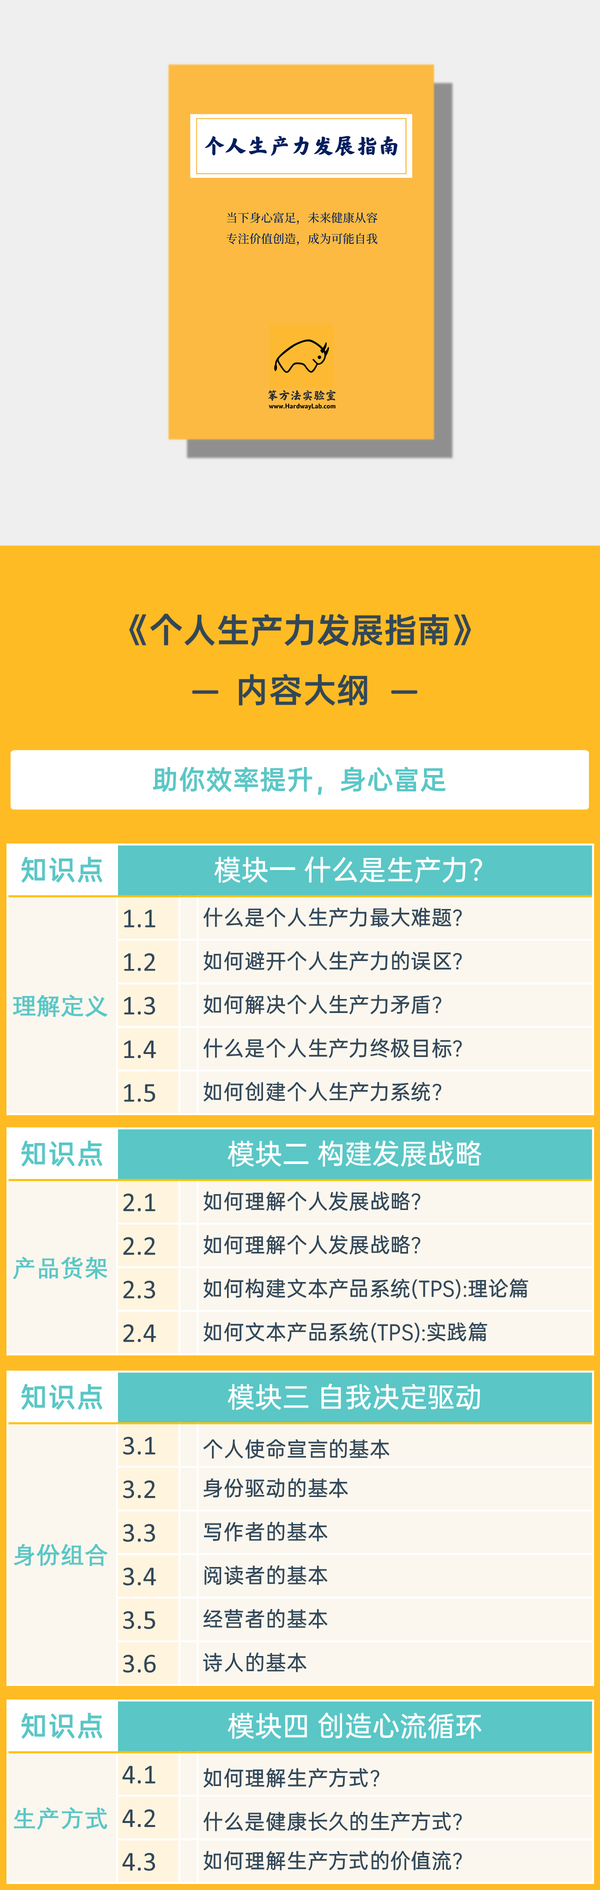 个人生产力发展指南
当下身心富足，未来健康从容
专注价值创造，成为可能自我
笨方法实验室
www.HardwayLab.com
《个人生产力发展指南》
— 内容大纲 —
助你效率提升，身心富足
知识点 模块一 什么是生产力？
理解定义
1.1 什么是个人生产力最大难题？
1.2 如何避开个人生产力的误区？
1.3 如何解决个人生产力矛盾？
1.4 什么是个人生产力终极目标？
1.5 如何创建个人生产力系统？
知识点 模块二 构建发展战略
产品货架
2.1 如何理解个人发展战略？
2.2 如何理解个人发展战略？
2.3 如何构建文本产品系统(TPS):理论篇
2.4 如何文本产品系统(TPS):实践篇
知识点 模块三 自我决定驱动
身份组合
3.1 个人使命宣言的基本
3.2 身份驱动的基本
3.3 写作者的基本
3.4 阅读者的基本
3.5 经营者的基本
3.6 诗人的基本
知识点 模块四 创造心流循环
生产方式
4.1 如何理解生产方式？
4.2 什么是健康长久的生产方式？
4.3 如何理解生产方式的价值流？